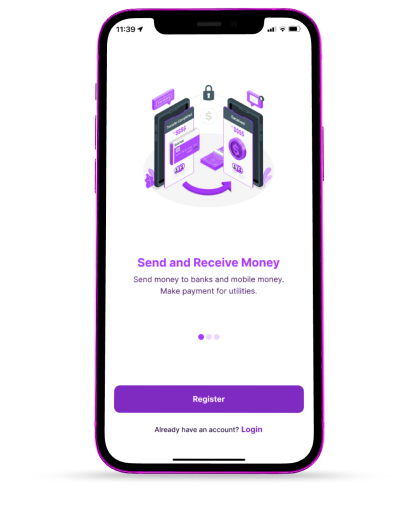 11:39
$
$$$$
$$$$
Send and Receive Money
Send money to banks and mobile money.
Make payment for utilities.
Register
Already have an account? Login